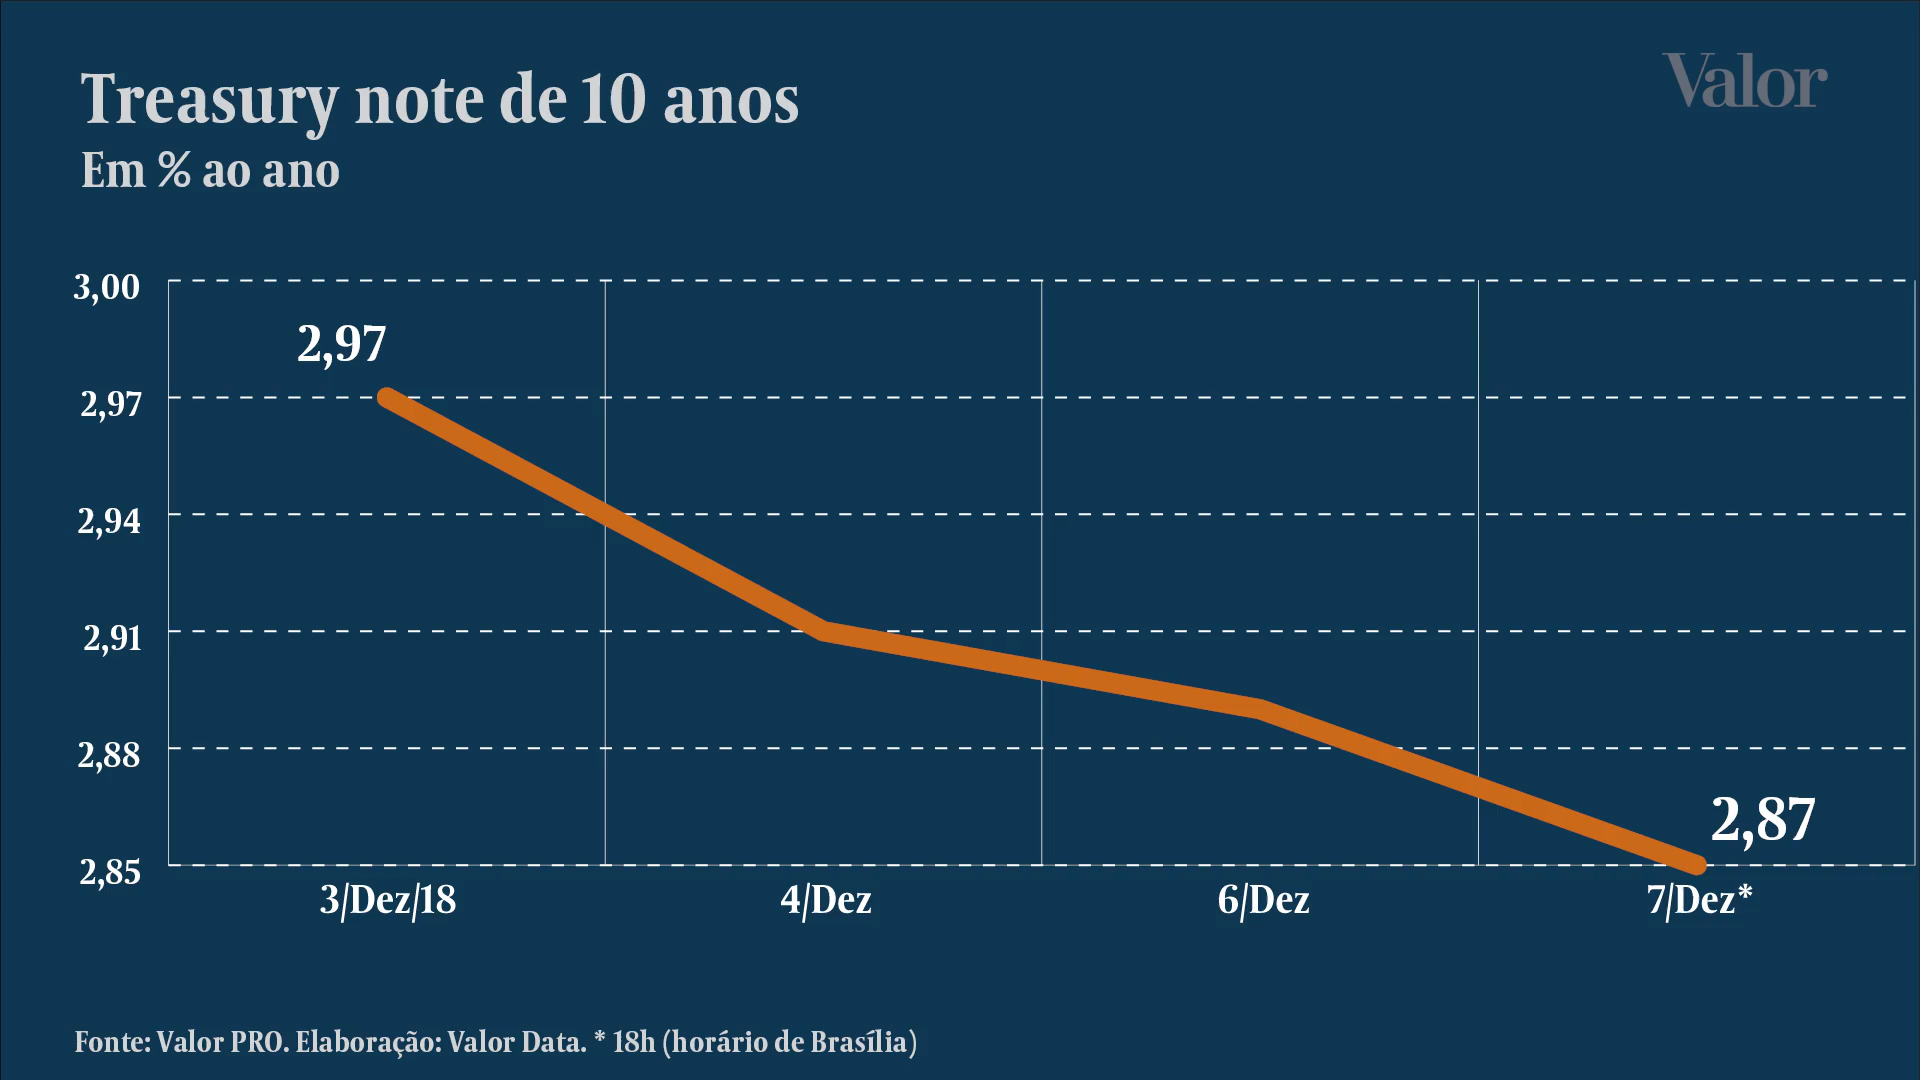 Valor
Treasury note de 10 anos
Em % ao ano
3,00
2,97
2,97
2,94
2,91
2,88
2,87
2,85
3/Dez/18 4/Dez 6/Dez 7/Dez*
Fonte: Valor PRO. Elaboração: Valor Data. * 18h (horário de Brasília)